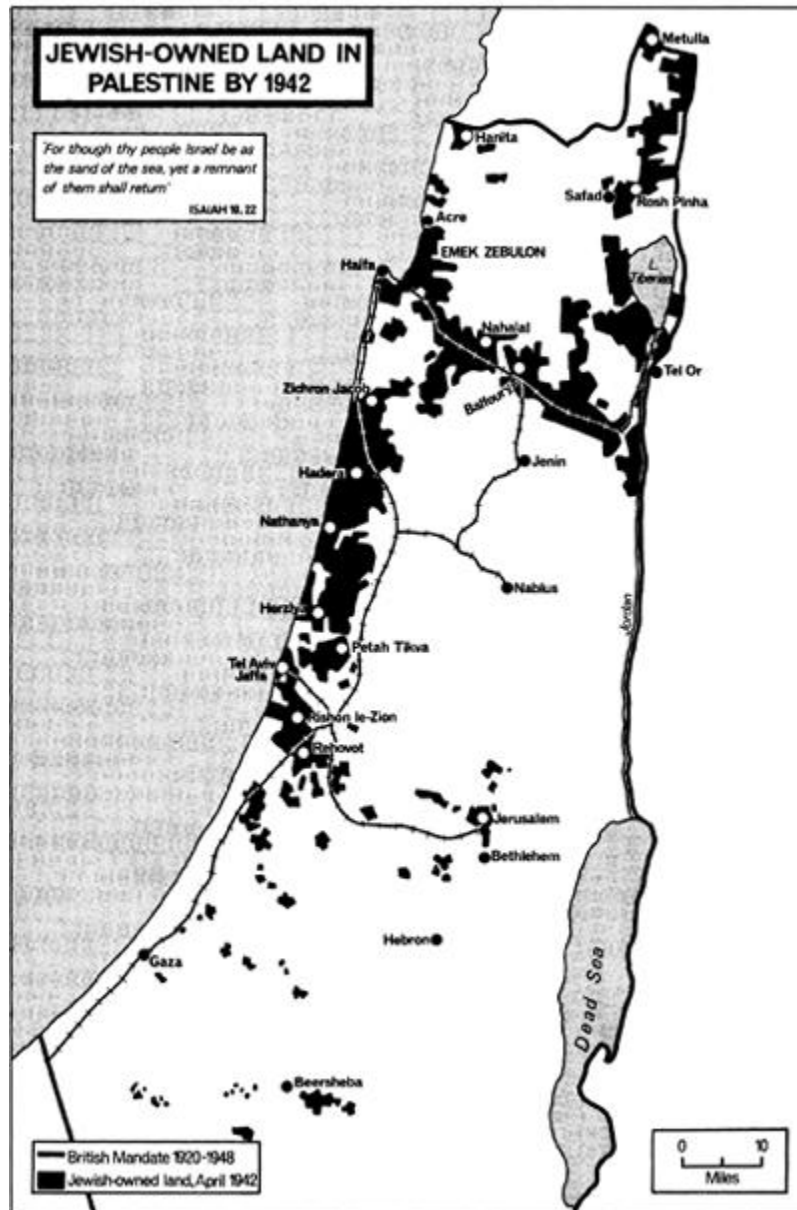 JEWISH-OWNED LAND IN
PALESTINE BY 1942
'For though thy people Israel be as
the sand of the sea, yet a remnant
of them shall return'
ISAIAH 10, 22
Metulla
Hanita
Safad
Rosh Pinha
Acre
EMEK ZEBULON
Haifa
L.
Tiberias
Nahalal
Tel Or
Zichron Jacob
Balfouriya
Jenin
Hadera
Nathanya
Nablus
Herzliya
Jordan
Petah Tikva
Tel Aviv
Jaffa
Rishon le-Zion
Rehovot
Jerusalem
Bethlehem
Hebron
Gaza
Dead Sea
Beersheba
British Mandate 1920-1948
Jewish-owned land, April 1942
0 10
Miles